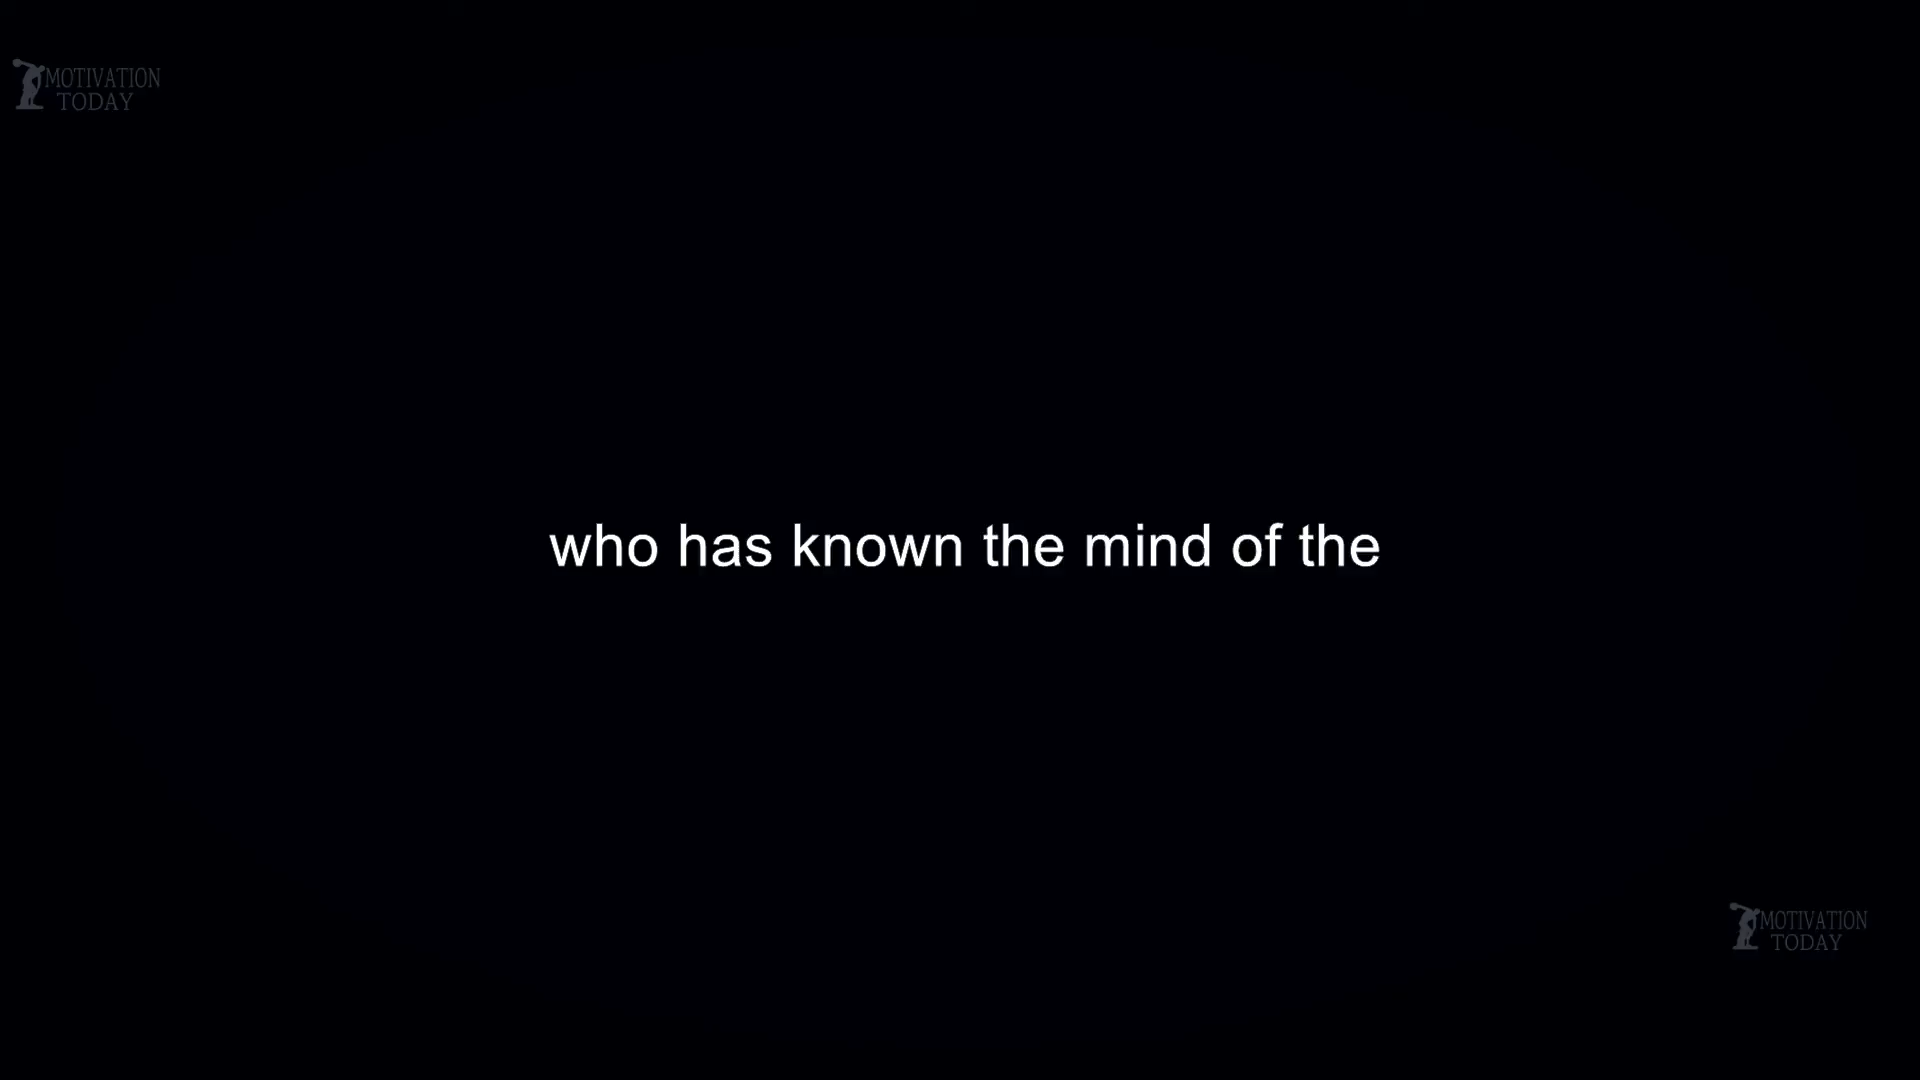 MOTIVATION
TODAY
who has known the mind of the
MOTIVATION
TODAY